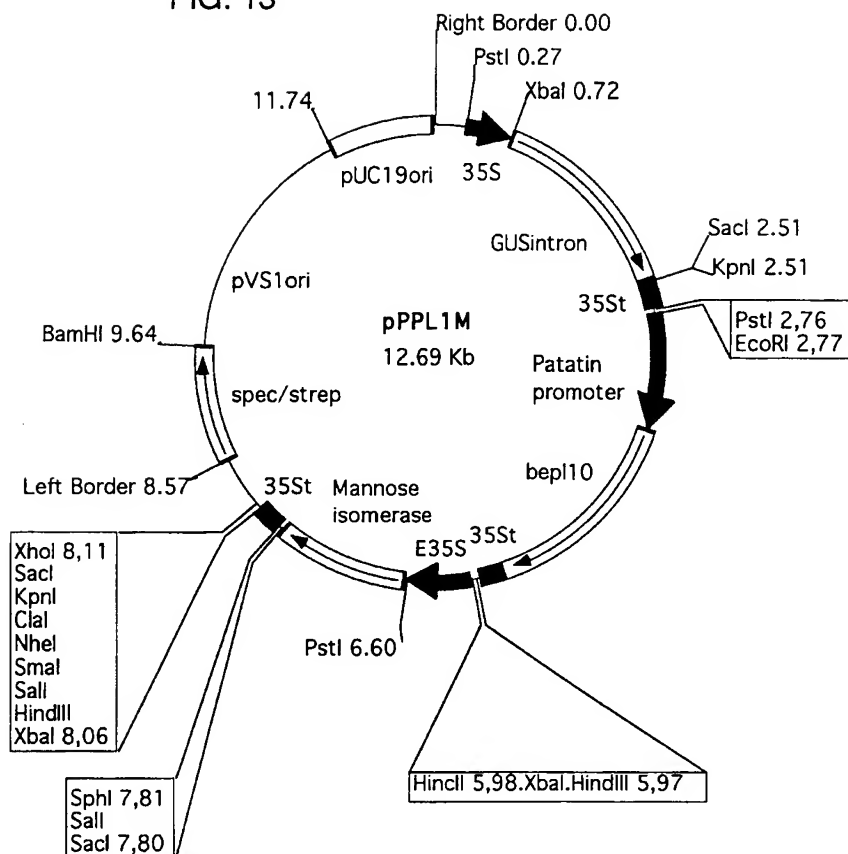 FIG. 13
Right Border 0.00
PstI 0.27
XbaI 0.72
11.74
pUC19ori
35S
GUSintron
SacI 2.51
KpnI 2.51
pVS1ori
35St
pPPL1M
12.69 Kb
PstI 2,76
EcoRI 2,77
BamHI 9.64
Patatin
promoter
spec/strep
bepl10
Left Border 8.57
35St
Mannose
isomerase
E35S
35St
XhoI 8,11
SacI
KpnI
ClaI
NheI
SmaI
SalI
HindIII
XbaI 8,06
PstI 6.60
HincII 5,98.XbaI.HindIII 5,97
SphI 7,81
SalI
SacI 7,80